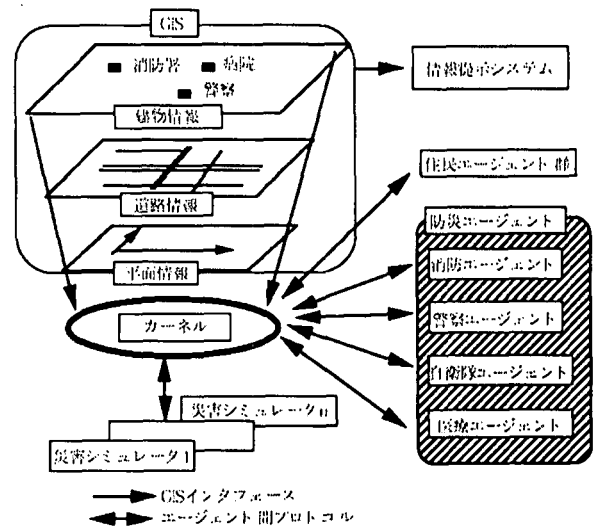 GIS
消防署
病院
警察
建物情報
道路情報
平面情報
カーネル
災害シミュレータn
災害シミュレータ1
情報提示システム
住民エージェント群
防災エージェント
消防エージェント
警察エージェント
自衛隊エージェント
医療エージェント
GISインタフェース
エージェント間プロトコル